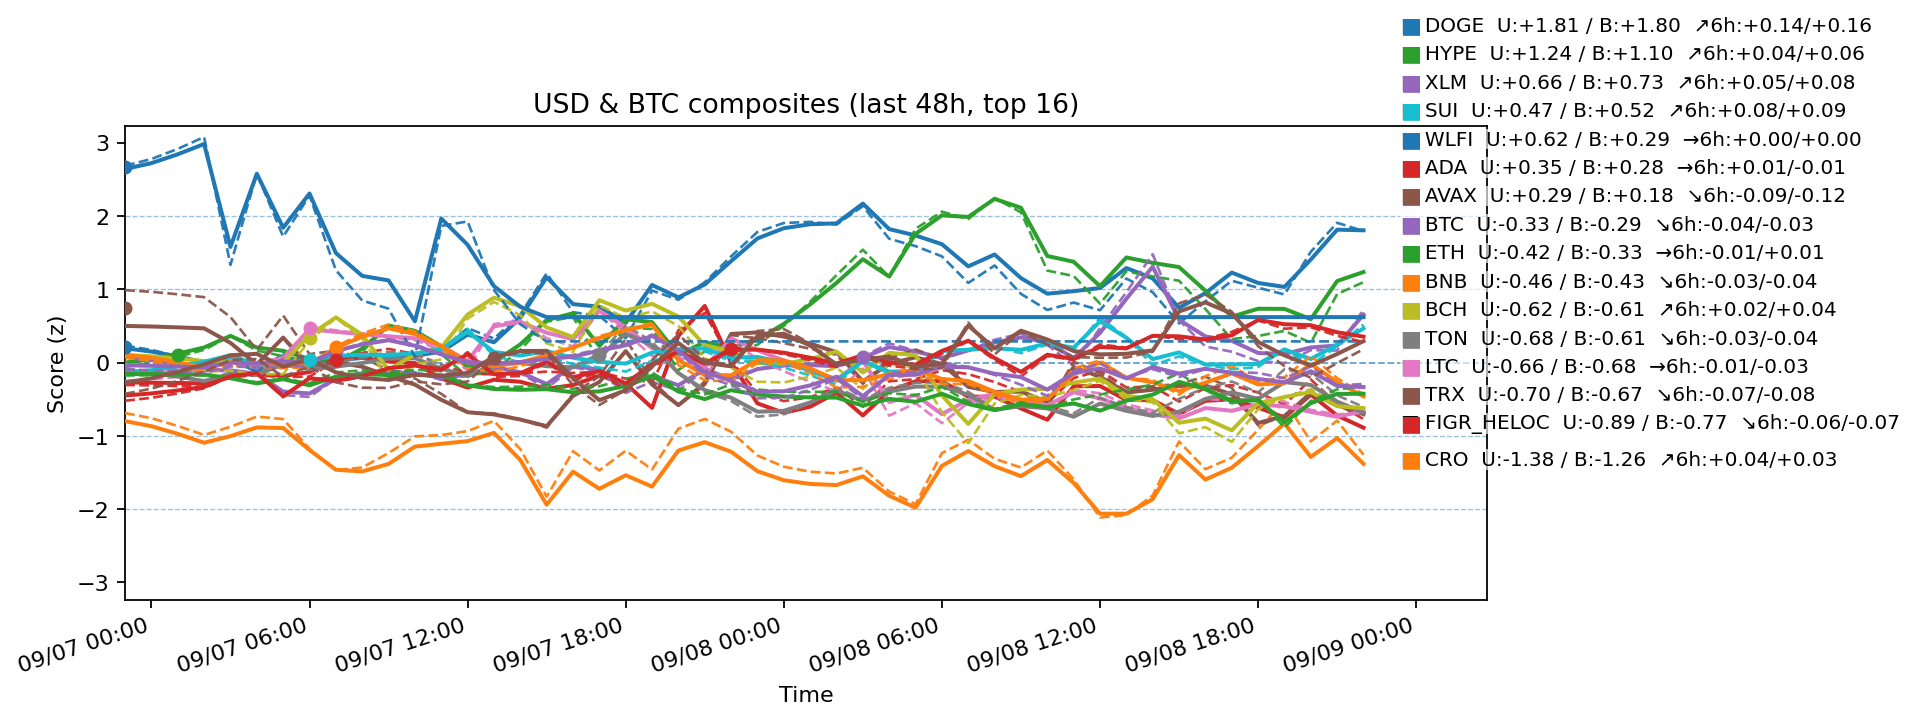 DOGE  U:+1.81 / B:+1.80  ↗6h:+0.14/+0.16
HYPE  U:+1.24 / B:+1.10  ↗6h:+0.04/+0.06
XLM  U:+0.66 / B:+0.73  ↗6h:+0.05/+0.08
SUI  U:+0.47 / B:+0.52  ↗6h:+0.08/+0.09
WLFI  U:+0.62 / B:+0.29  →6h:+0.00/+0.00
ADA  U:+0.35 / B:+0.28  →6h:+0.01/-0.01
AVAX  U:+0.29 / B:+0.18  ↘6h:-0.09/-0.12
BTC  U:-0.33 / B:-0.29  ↘6h:-0.04/-0.03
ETH  U:-0.42 / B:-0.33  →6h:-0.01/+0.01
BNB  U:-0.46 / B:-0.43  ↘6h:-0.03/-0.04
BCH  U:-0.62 / B:-0.61  ↗6h:+0.02/+0.04
TON  U:-0.68 / B:-0.61  ↘6h:-0.03/-0.04
LTC  U:-0.66 / B:-0.68  →6h:-0.01/-0.03
TRX  U:-0.70 / B:-0.67  ↘6h:-0.07/-0.08
FIGR_HELOC  U:-0.89 / B:-0.77  ↘6h:-0.06/-0.07
CRO  U:-1.38 / B:-1.26  ↗6h:+0.04/+0.03
USD & BTC composites (last 48h, top 16)
Score (z)
3
2
1
0
−1
−2
−3
09/07 00:00
09/07 06:00
09/07 12:00
09/07 18:00
09/08 00:00
09/08 06:00
09/08 12:00
09/08 18:00
09/09 00:00
Time